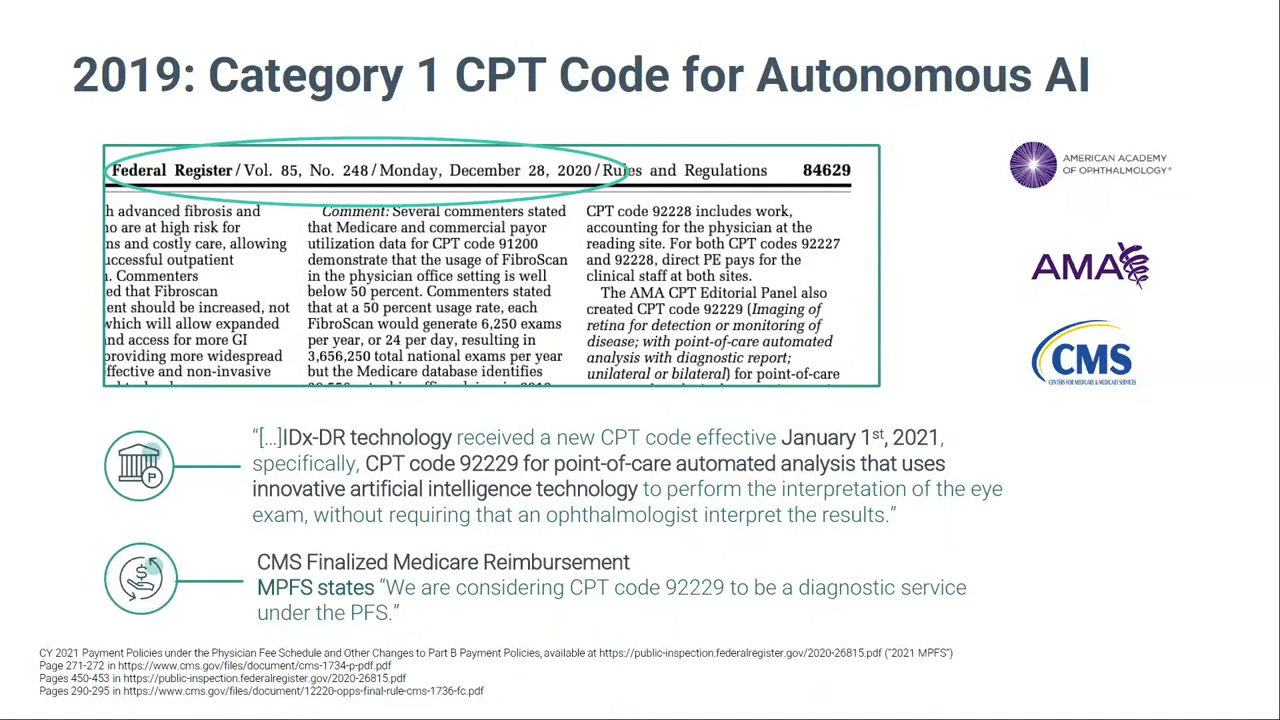 2019: Category 1 CPT Code for Autonomous AI
Federal Register / Vol. 85, No. 248 / Monday, December 28, 2020 / Rules and Regulations 84629
h advanced fibrosis and
no are at high risk for
ns and costly care, allowing
uccessful outpatient
. Commenters
ed that Fibroscan
ent should be increased, not
which will allow expanded
nd access for more GI
providing more widespread
ffective and non-invasive
Comment: Several commenters stated
that Medicare and commercial payor
utilization data for CPT code 91200
demonstrate that the usage of FibroScan
in the physician office setting is well
below 50 percent. Commenters stated
that at a 50 percent usage rate, each
FibroScan would generate 6,250 exams
per year, or 24 per day, resulting in
3,656,250 total national exams per year
but the Medicare database identifies
CPT code 92228 includes work,
accounting for the physician at the
reading site. For both CPT codes 92227
and 92228, direct PE pays for the
clinical staff at both sites.
The AMA CPT Editorial Panel also
created CPT code 92229 (Imaging of
retina for detection or monitoring of
disease; with point-of-care automated
analysis with diagnostic report;
unilateral or bilateral) for point-of-care
AMERICAN ACADEMY
OF OPHTHALMOLOGY®
AMA
CMS
CENTERS FOR MEDICARE & MEDICAID SERVICES
“[...]IDx-DR technology received a new CPT code effective January 1st, 2021,
specifically, CPT code 92229 for point-of-care automated analysis that uses
innovative artificial intelligence technology to perform the interpretation of the eye
exam, without requiring that an ophthalmologist interpret the results.”
P
$
CMS Finalized Medicare Reimbursement
MPFS states “We are considering CPT code 92229 to be a diagnostic service
under the PFS.”
CY 2021 Payment Policies under the Physician Fee Schedule and Other Changes to Part B Payment Policies, available at https://public-inspection.federalregister.gov/2020-26815.pdf (“2021 MPFS”)
Page 271-272 in https://www.cms.gov/files/document/cms-1734-p-pdf.pdf
Pages 450-453 in https://public-inspection.federalregister.gov/2020-26815.pdf
Pages 290-295 in https://www.cms.gov/files/document/12220-opps-final-rule-cms-1736-fc.pdf